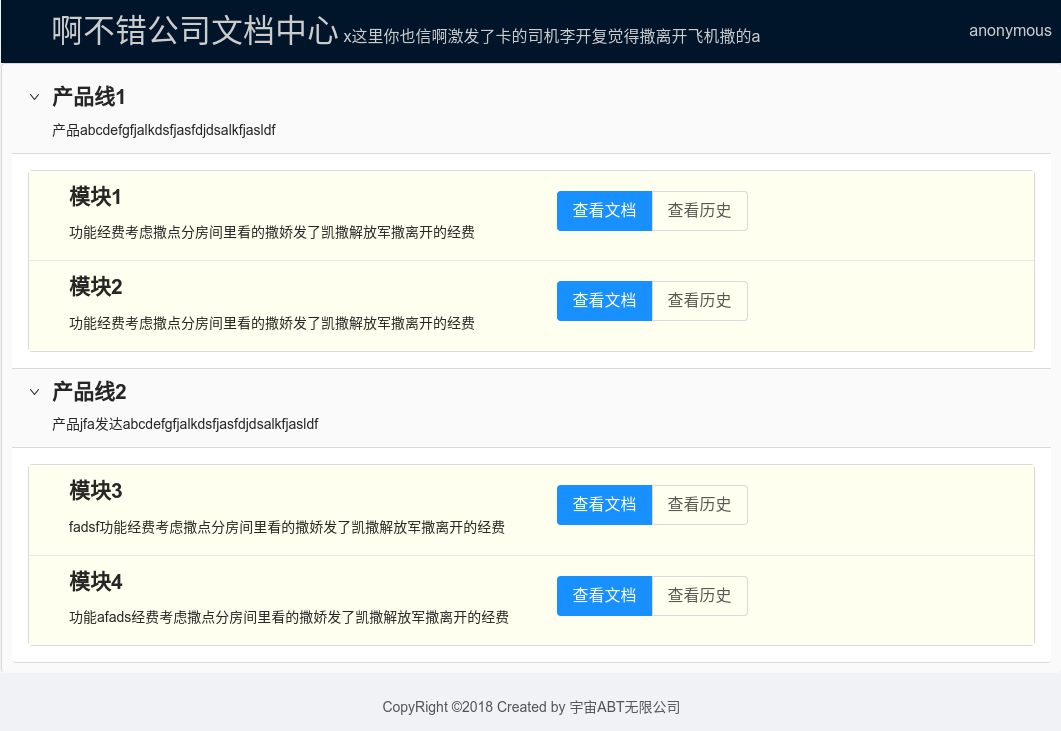 啊不错公司文档中心 x这里你也信啊激发了卡的司机李开复觉得撒离开飞机撒的a
anonymous
产品线1
产品abcdefgfjalkdsfjasfdjdsalkfjasldf
模块1
查看文档 查看历史
功能经费考虑撒点分房间里看的撒娇发了凯撒解放军撒离开的经费
模块2
查看文档 查看历史
功能经费考虑撒点分房间里看的撒娇发了凯撒解放军撒离开的经费
产品线2
产品jfa发达abcdefgfjalkdsfjasfdjdsalkfjasldf
模块3
查看文档 查看历史
fadsf功能经费考虑撒点分房间里看的撒娇发了凯撒解放军撒离开的经费
模块4
查看文档 查看历史
功能afads经费考虑撒点分房间里看的撒娇发了凯撒解放军撒离开的经费
CopyRight ©2018 Created by 宇宙ABT无限公司